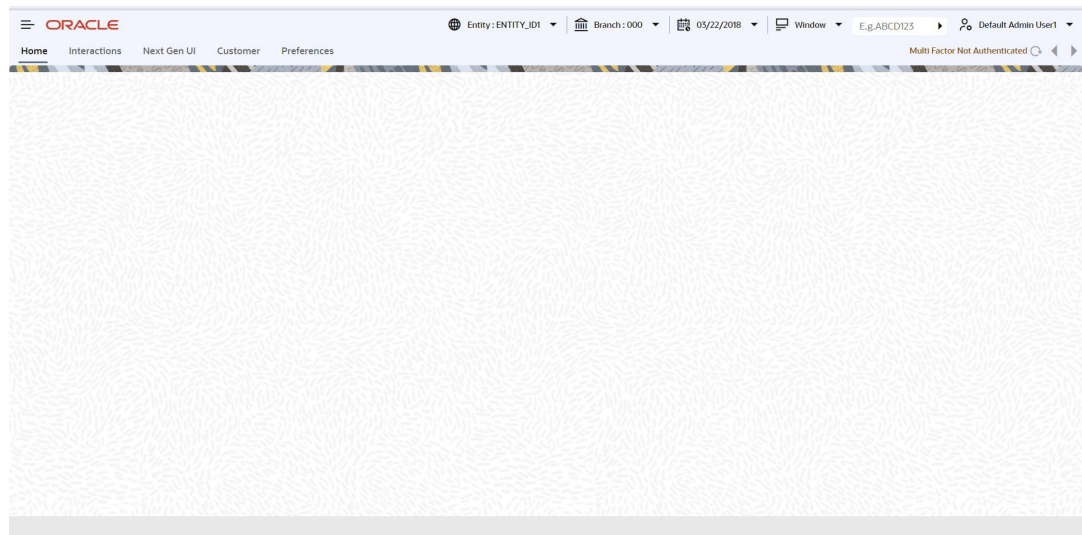 ORACLE Entity : ENTITY_ID1 Branch : 000 03/22/2018 Window E.g.ABCD123 Default Admin User1
Home Interactions Next Gen UI Customer Preferences Multi Factor Not Authenticated